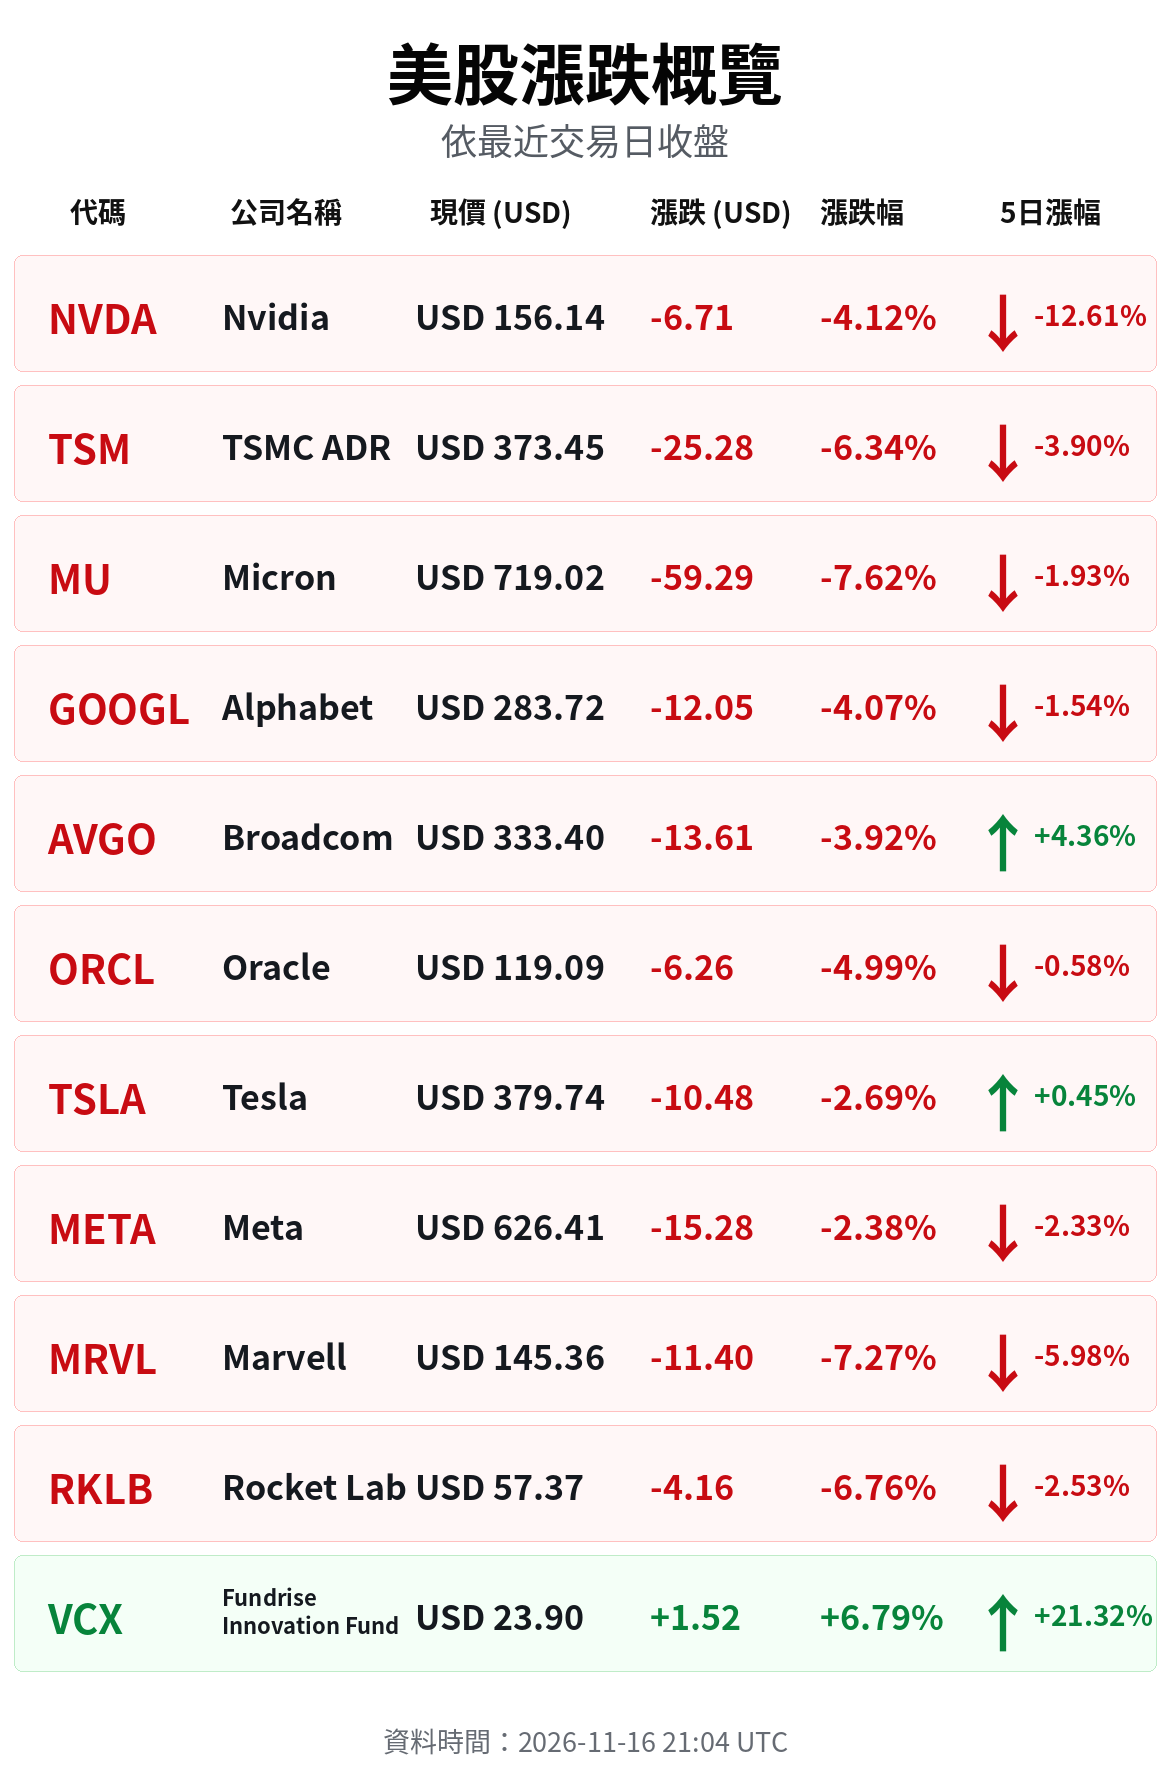 美股漲跌概覽
依最近交易日收盤
代碼 公司名稱 現價 (USD) 漲跌 (USD) 漲跌幅 5日漲幅
NVDA Nvidia USD 156.14 -6.71 -4.12% ↓ -12.61%
TSM TSMC ADR USD 373.45 -25.28 -6.34% ↓ -3.90%
MU Micron USD 719.02 -59.29 -7.62% ↓ -1.93%
GOOGL Alphabet USD 283.72 -12.05 -4.07% ↓ -1.54%
AVGO Broadcom USD 333.40 -13.61 -3.92% ↑ +4.36%
ORCL Oracle USD 119.09 -6.26 -4.99% ↓ -0.58%
TSLA Tesla USD 379.74 -10.48 -2.69% ↑ +0.45%
META Meta USD 626.41 -15.28 -2.38% ↓ -2.33%
MRVL Marvell USD 145.36 -11.40 -7.27% ↓ -5.98%
RKLB Rocket Lab USD 57.37 -4.16 -6.76% ↓ -2.53%
VCX Fundrise
Innovation Fund USD 23.90 +1.52 +6.79% ↑ +21.32%
資料時間：2026-11-16 21:04 UTC